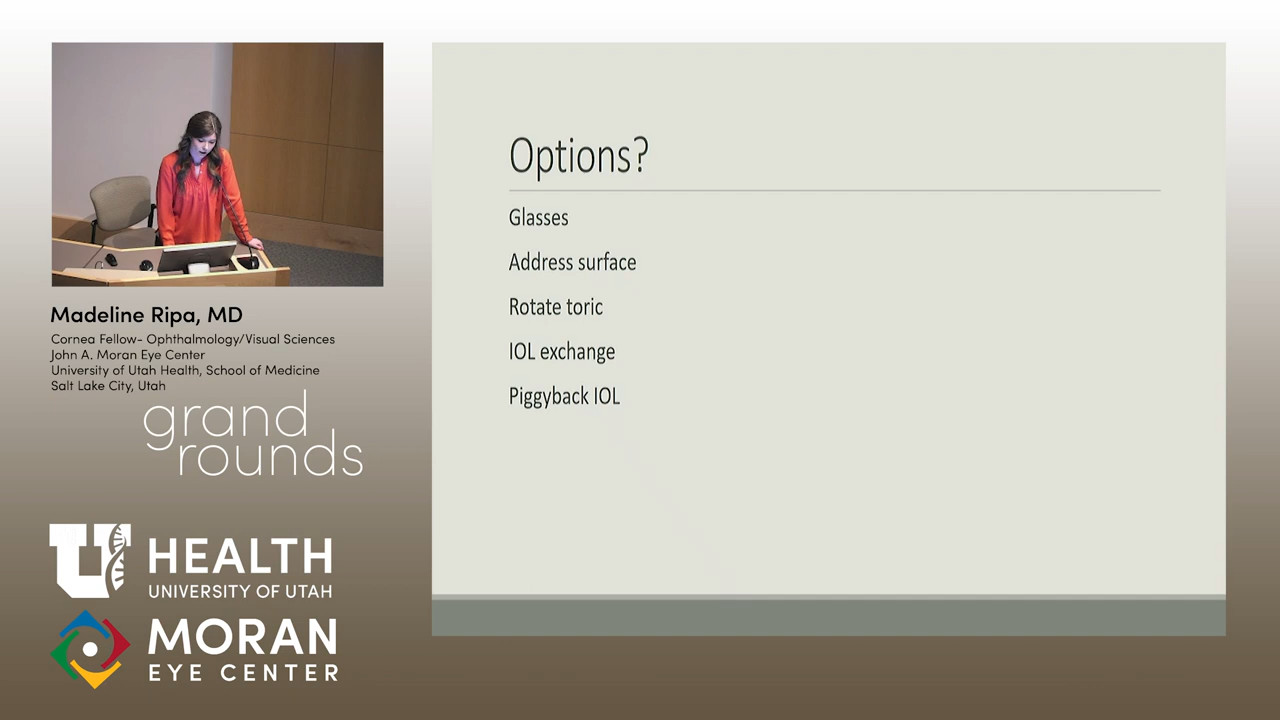 Options?
Glasses
Address surface
Rotate toric
IOL exchange
Piggyback IOL
Madeline Ripa, MD
Cornea Fellow- Ophthalmology/Visual Sciences
John A. Moran Eye Center
University of Utah Health, School of Medicine
Salt Lake City, Utah
grand
rounds
U HEALTH
UNIVERSITY OF UTAH
MORAN
EYE CENTER